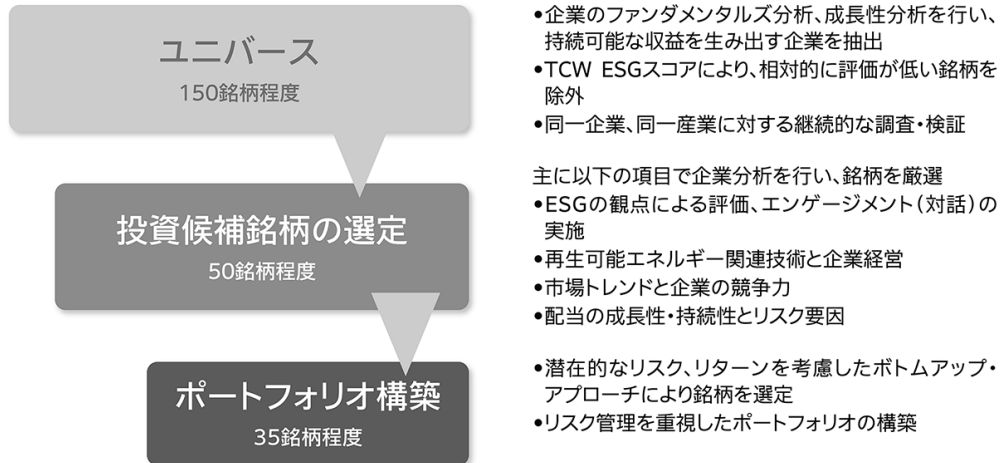 ユニバース
150銘柄程度
•企業のファンダメンタルズ分析、成長性分析を行い、
持続可能な収益を生み出す企業を抽出
•TCW ESGスコアにより、相対的に評価が低い銘柄を
除外
•同一企業、同一産業に対する継続的な調査・検証
投資候補銘柄の選定
50銘柄程度
主に以下の項目で企業分析を行い、銘柄を厳選
•ESGの観点による評価、エンゲージメント（対話）の
実施
•再生可能エネルギー関連技術と企業経営
•市場トレンドと企業の競争力
•配当の成長性・持続性とリスク要因
ポートフォリオ構築
35銘柄程度
•潜在的なリスク、リターンを考慮したボトムアップ・
アプローチにより銘柄を選定
•リスク管理を重視したポートフォリオの構築